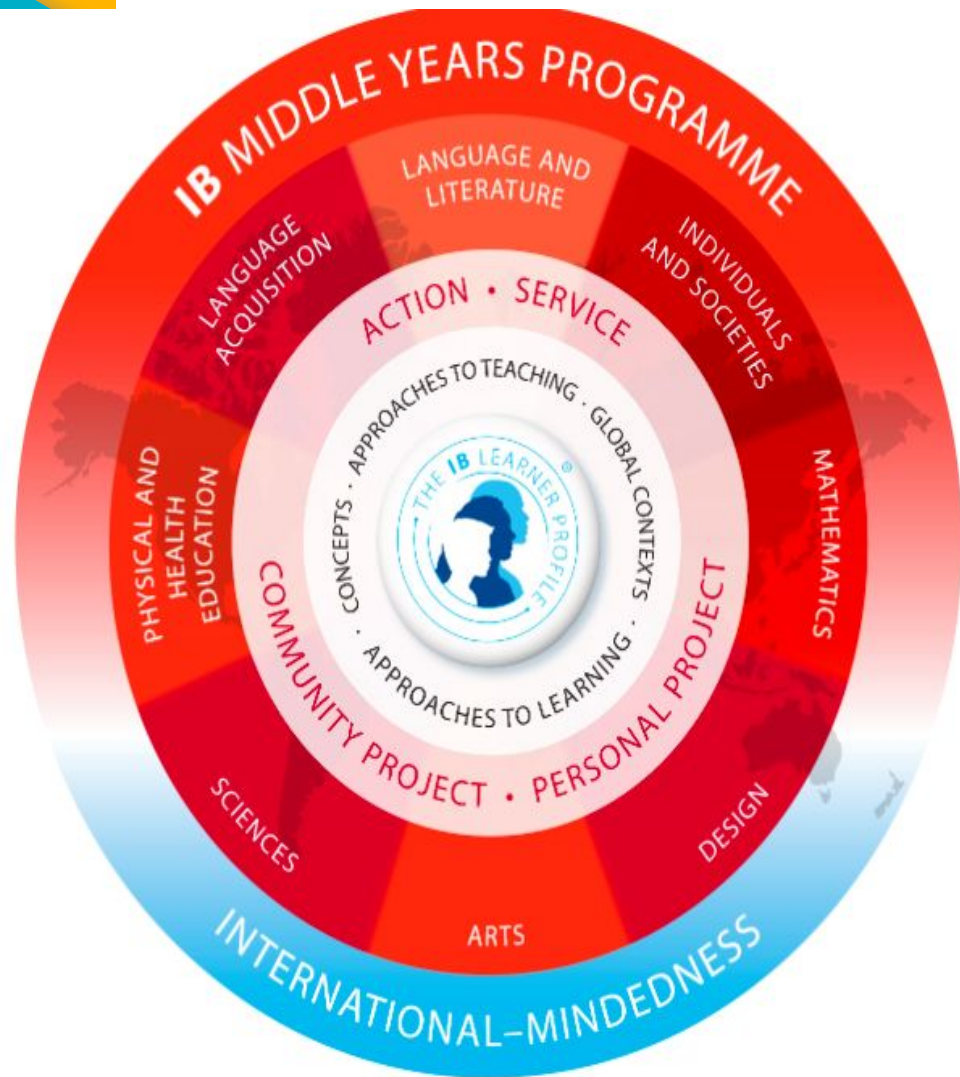 IB MIDDLE YEARS PROGRAMME
LANGUAGE AND
LITERATURE
INDIVIDUALS
AND SOCIETIES
MATHEMATICS
DESIGN
ARTS
SCIENCES
PHYSICAL AND
HEALTH
EDUCATION
LANGUAGE
ACQUISITION
ACTION • SERVICE
COMMUNITY PROJECT • PERSONAL PROJECT
APPROACHES TO TEACHING · GLOBAL CONTEXTS ·
APPROACHES TO LEARNING ·
CONCEPTS ·
• THE IB LEARNER PROFILE • ®
INTERNATIONAL–MINDEDNESS